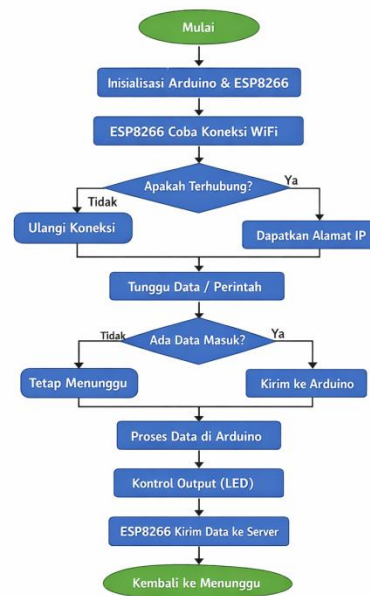 Mulai
Inisialisasi Arduino & ESP8266
ESP8266 Coba Koneksi WiFi
Apakah Terhubung?
Tidak
Ya
Ulangi Koneksi
Dapatkan Alamat IP
Tunggu Data / Perintah
Ada Data Masuk?
Tidak
Ya
Tetap Menunggu
Kirim ke Arduino
Proses Data di Arduino
Kontrol Output (LED)
ESP8266 Kirim Data ke Server
Kembali ke Menunggu